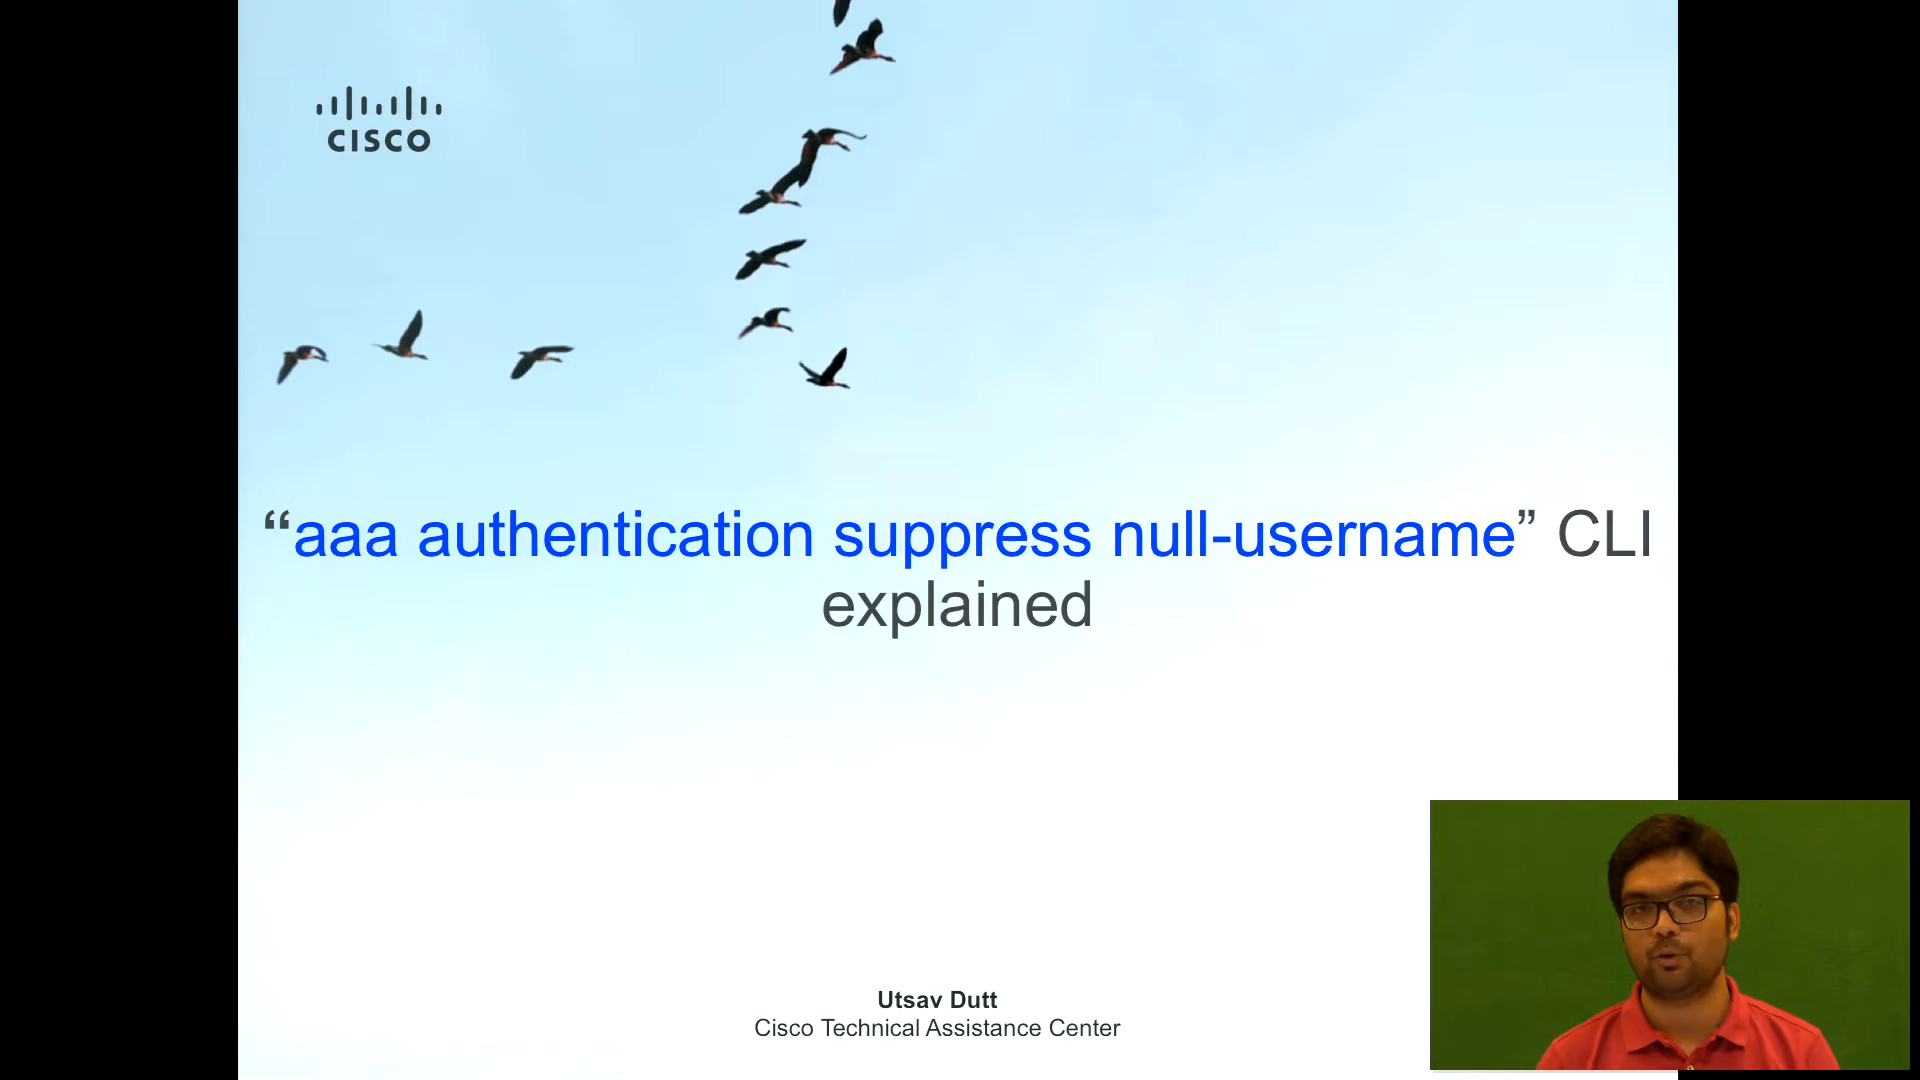 CISCO
“aaa authentication suppress null-username” CLI
explained
Utsav Dutt
Cisco Technical Assistance Center